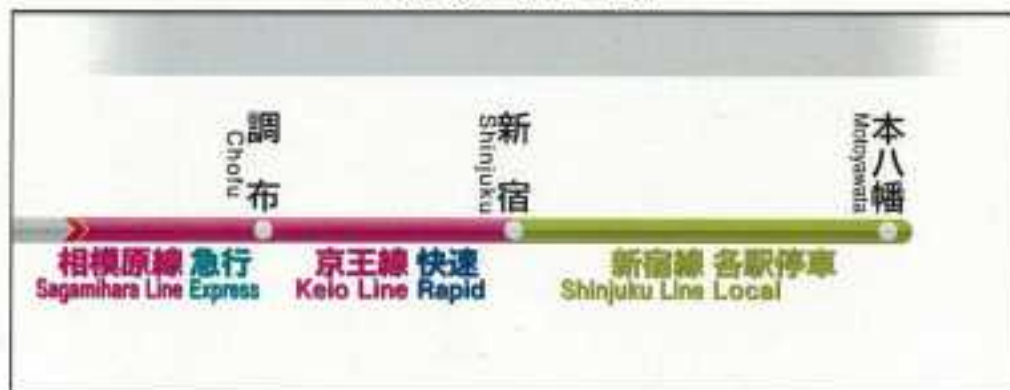 調布
Chofu
新宿
Shinjuku
本八幡
Motoyawata
相模原線 急行
Sagamihara Line Express
京王線 快速
Keio Line Rapid
新宿線 各駅停車
Shinjuku Line Local